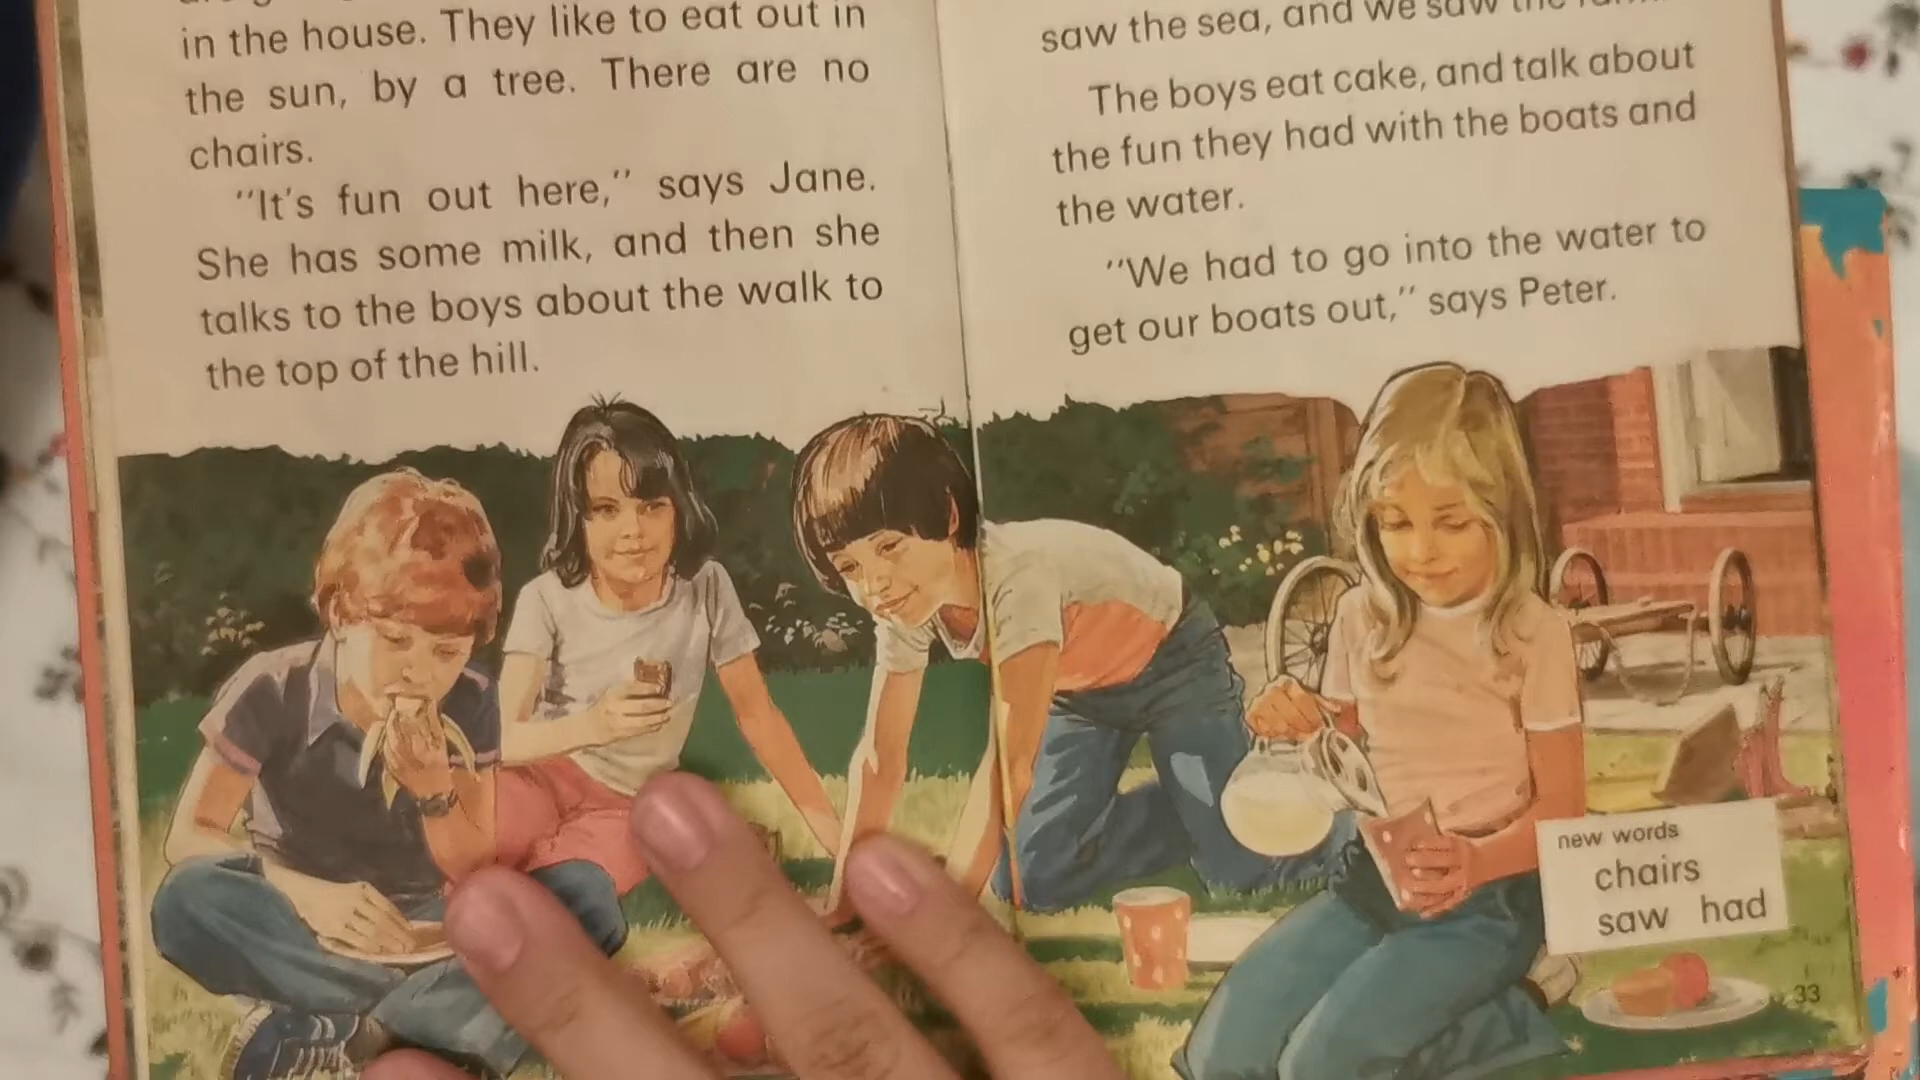 in the house. They like to eat out in
the sun, by a tree. There are no
chairs.
"It's fun out here," says Jane.
She has some milk, and then she
talks to the boys about the walk to
the top of the hill.
saw the sea, and we saw the
The boys eat cake, and talk about
the fun they had with the boats and
the water.
"We had to go into the water to
get our boats out," says Peter.
new words
chairs
saw had
33